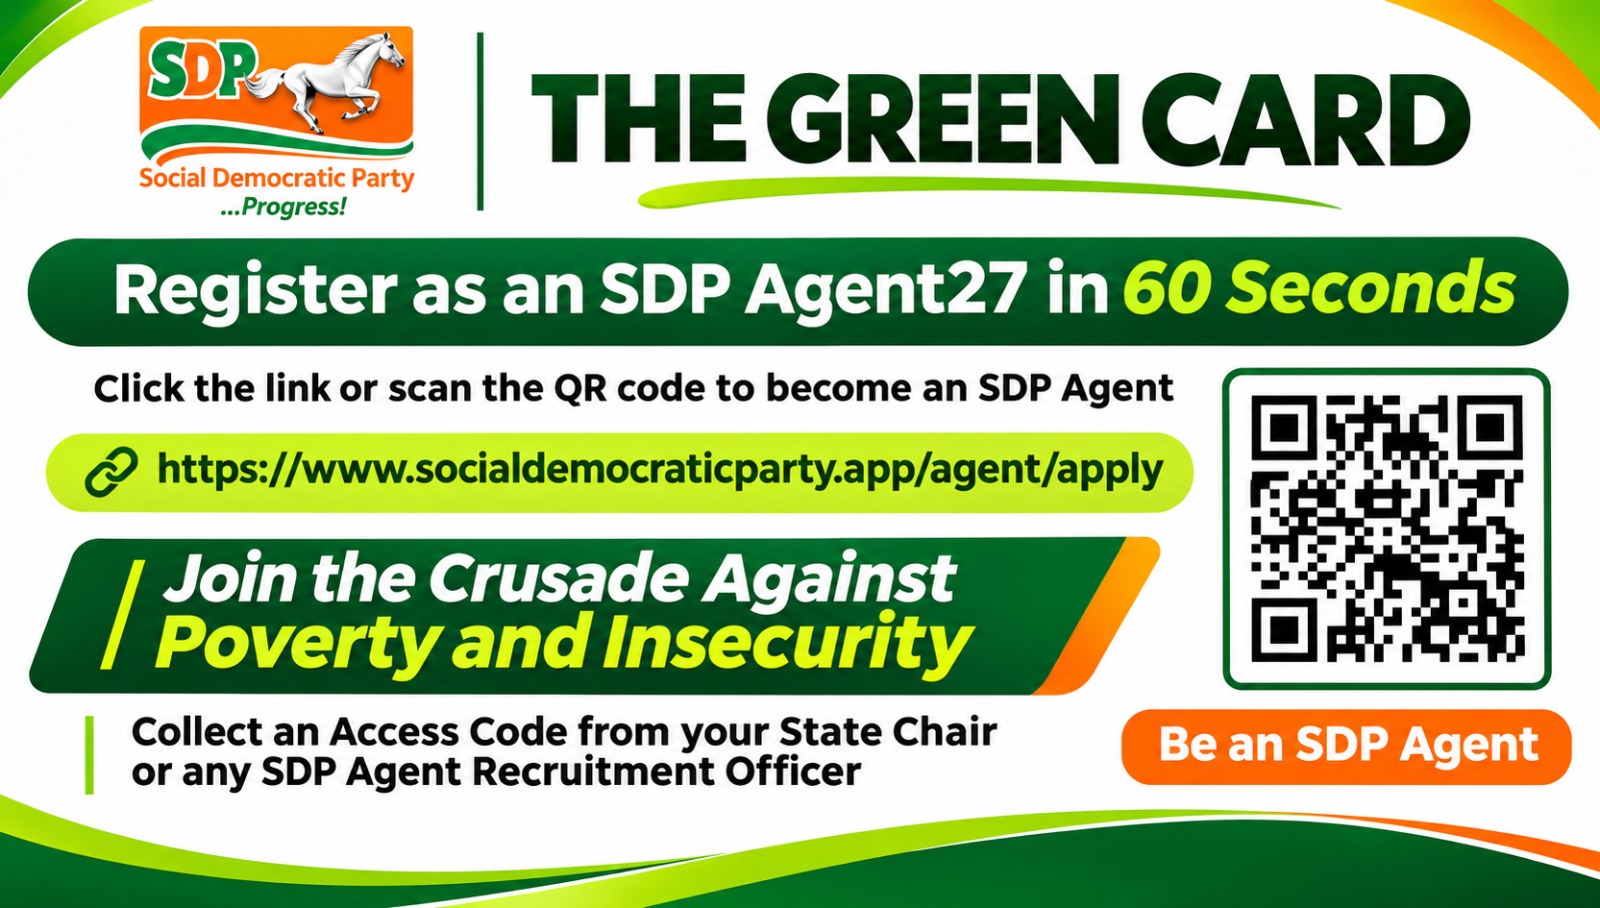 SDP
Social Democratic Party
...Progress!
THE GREEN CARD
Register as an SDP Agent27 in 60 Seconds
Click the link or scan the QR code to become an SDP Agent
https://www.socialdemocraticparty.app/agent/apply
Join the Crusade Against
Poverty and Insecurity
Collect an Access Code from your State Chair
or any SDP Agent Recruitment Officer
Be an SDP Agent